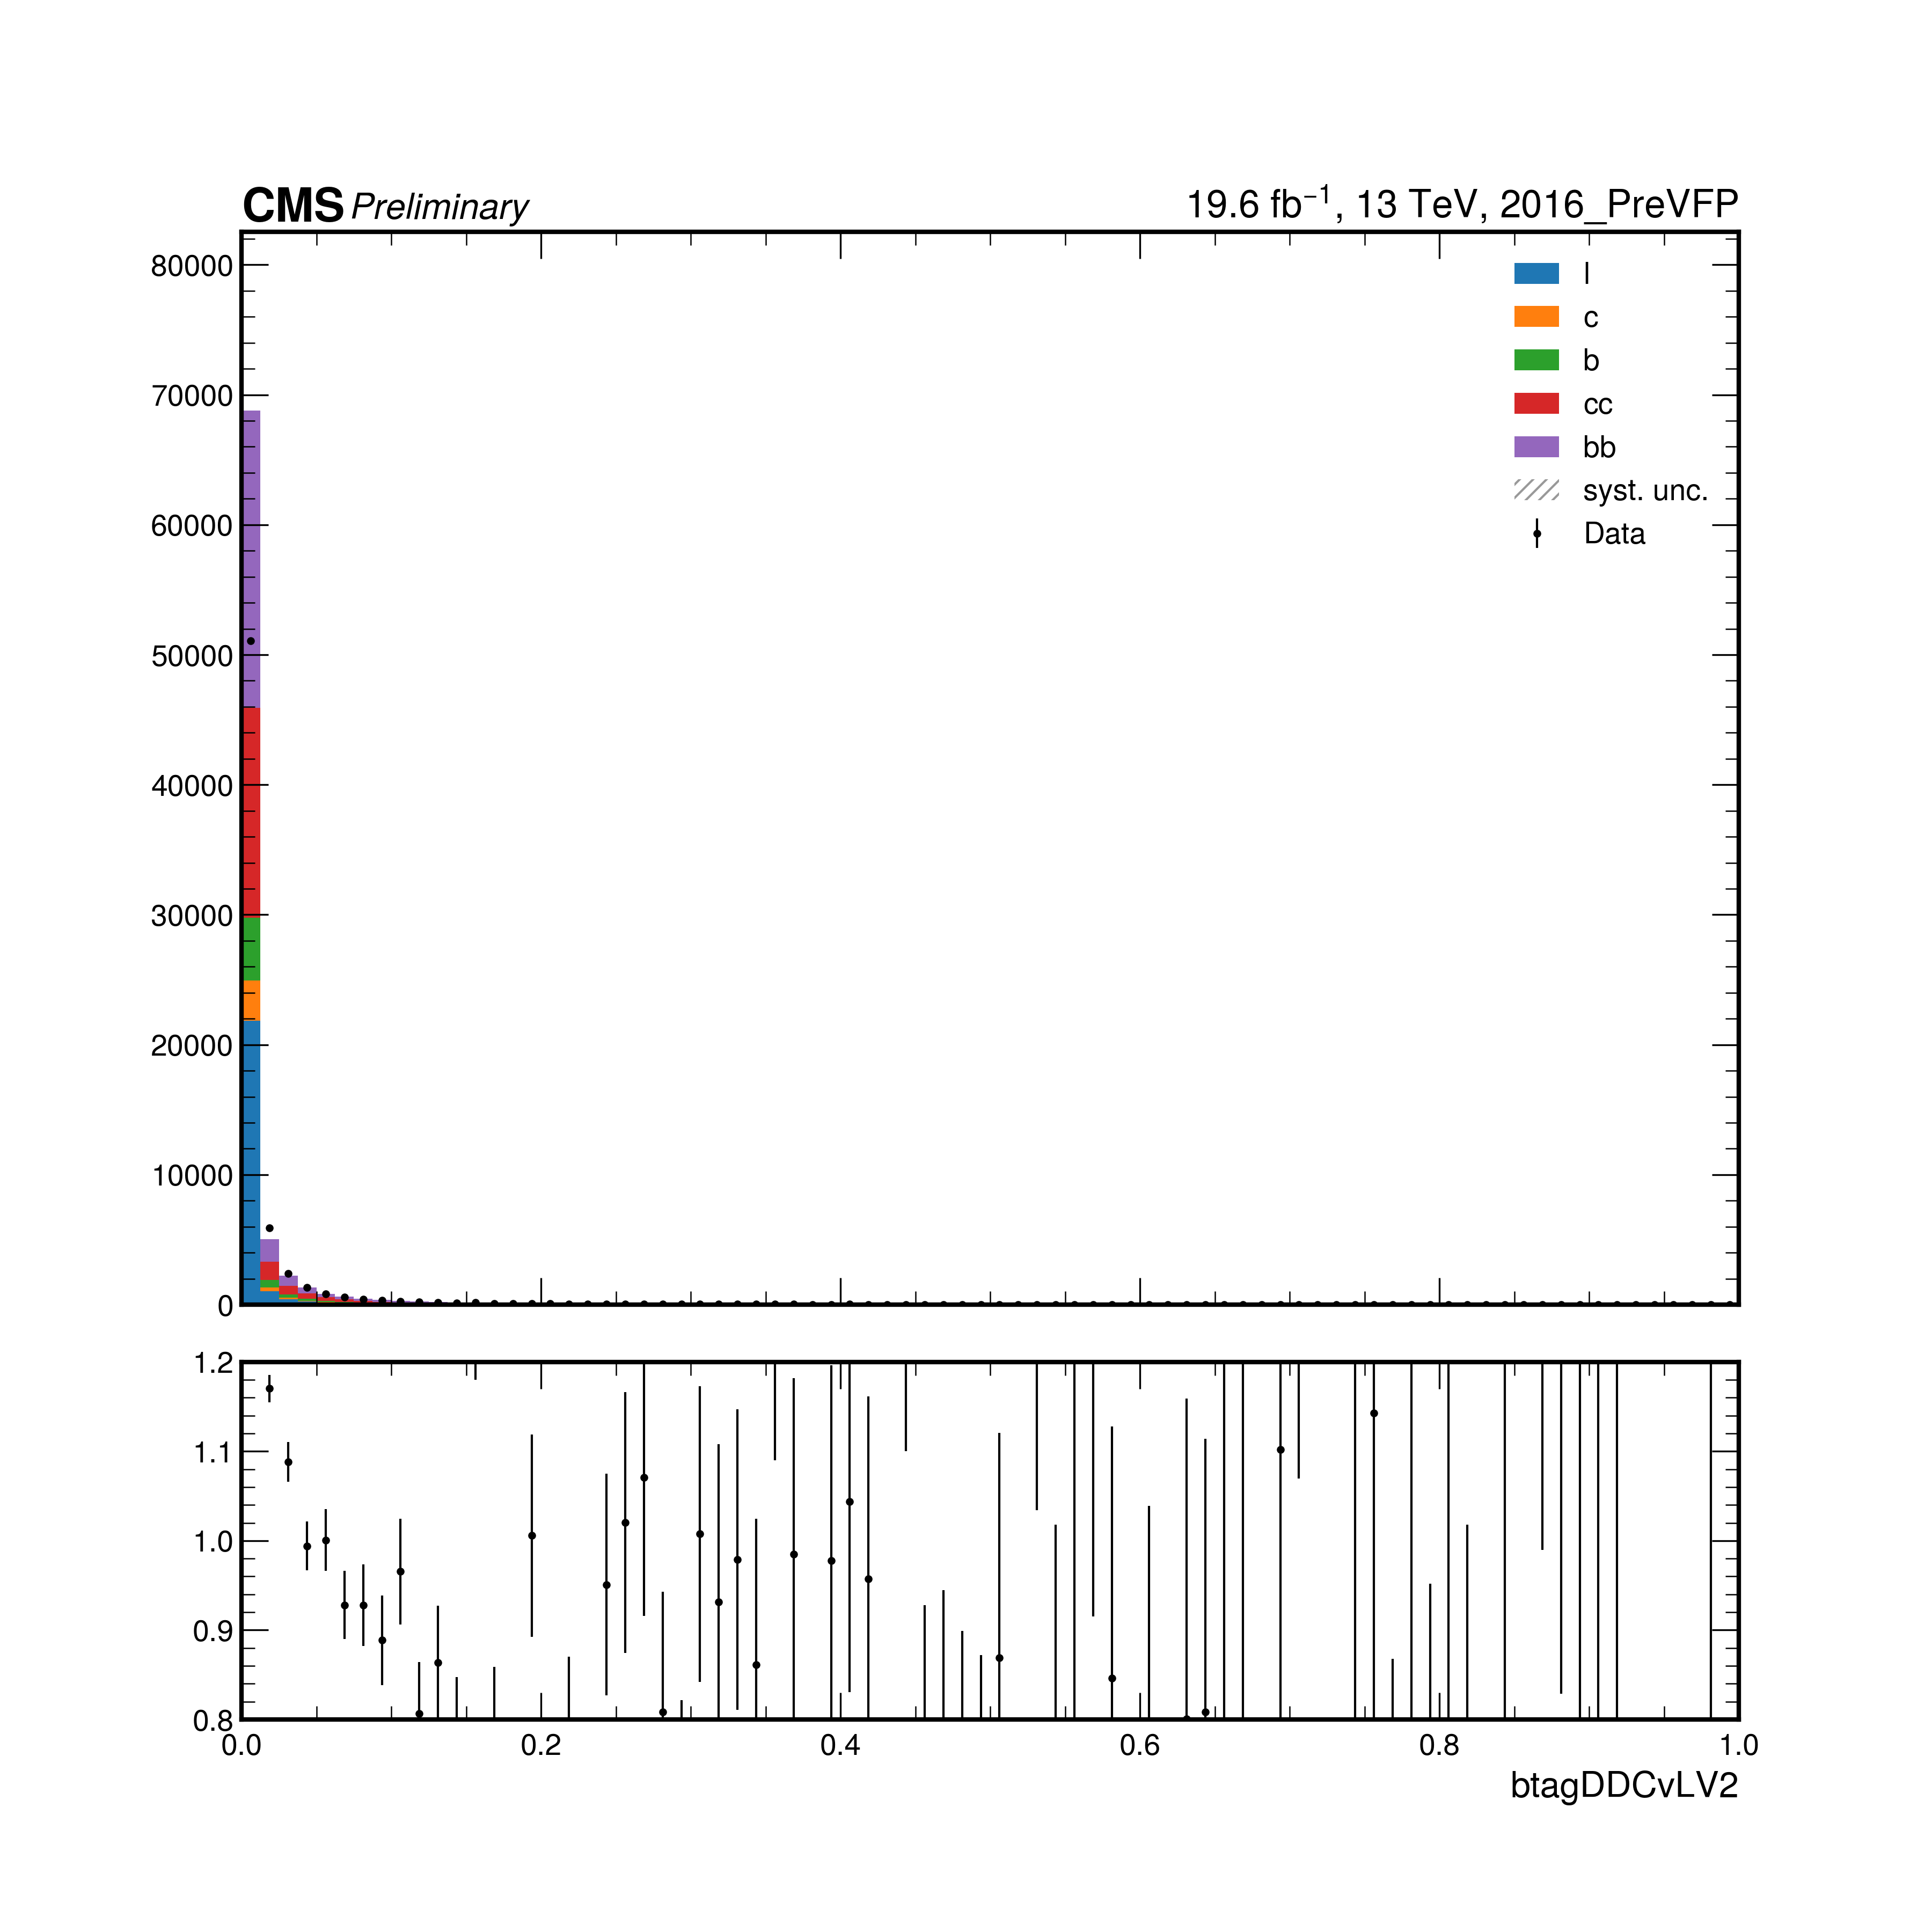 CMS Preliminary
19.6 fb⁻¹, 13 TeV, 2016_PreVFP
80000
70000
60000
50000
40000
30000
20000
10000
0
l
c
b
cc
bb
syst. unc.
Data
1.2
1.1
1.0
0.9
0.8
0.0 0.2 0.4 0.6 0.8 1.0
btagDDCvLV2